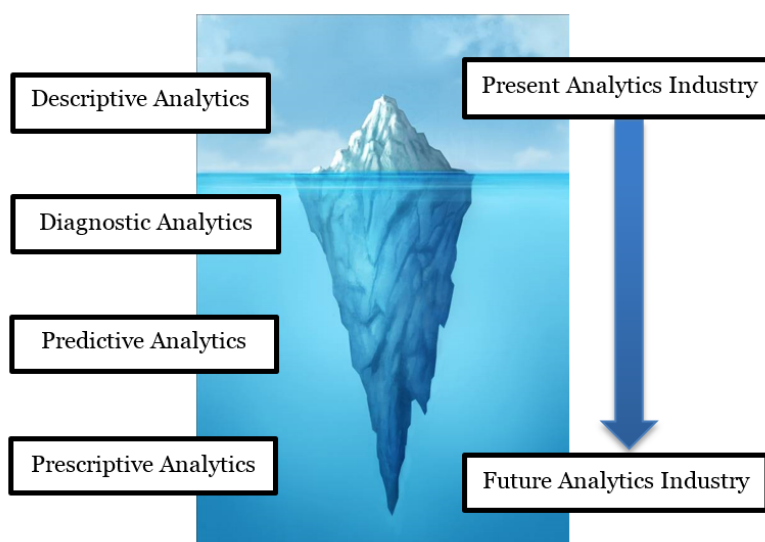 Descriptive Analytics
Present Analytics Industry
Diagnostic Analytics
Predictive Analytics
Prescriptive Analytics
Future Analytics Industry